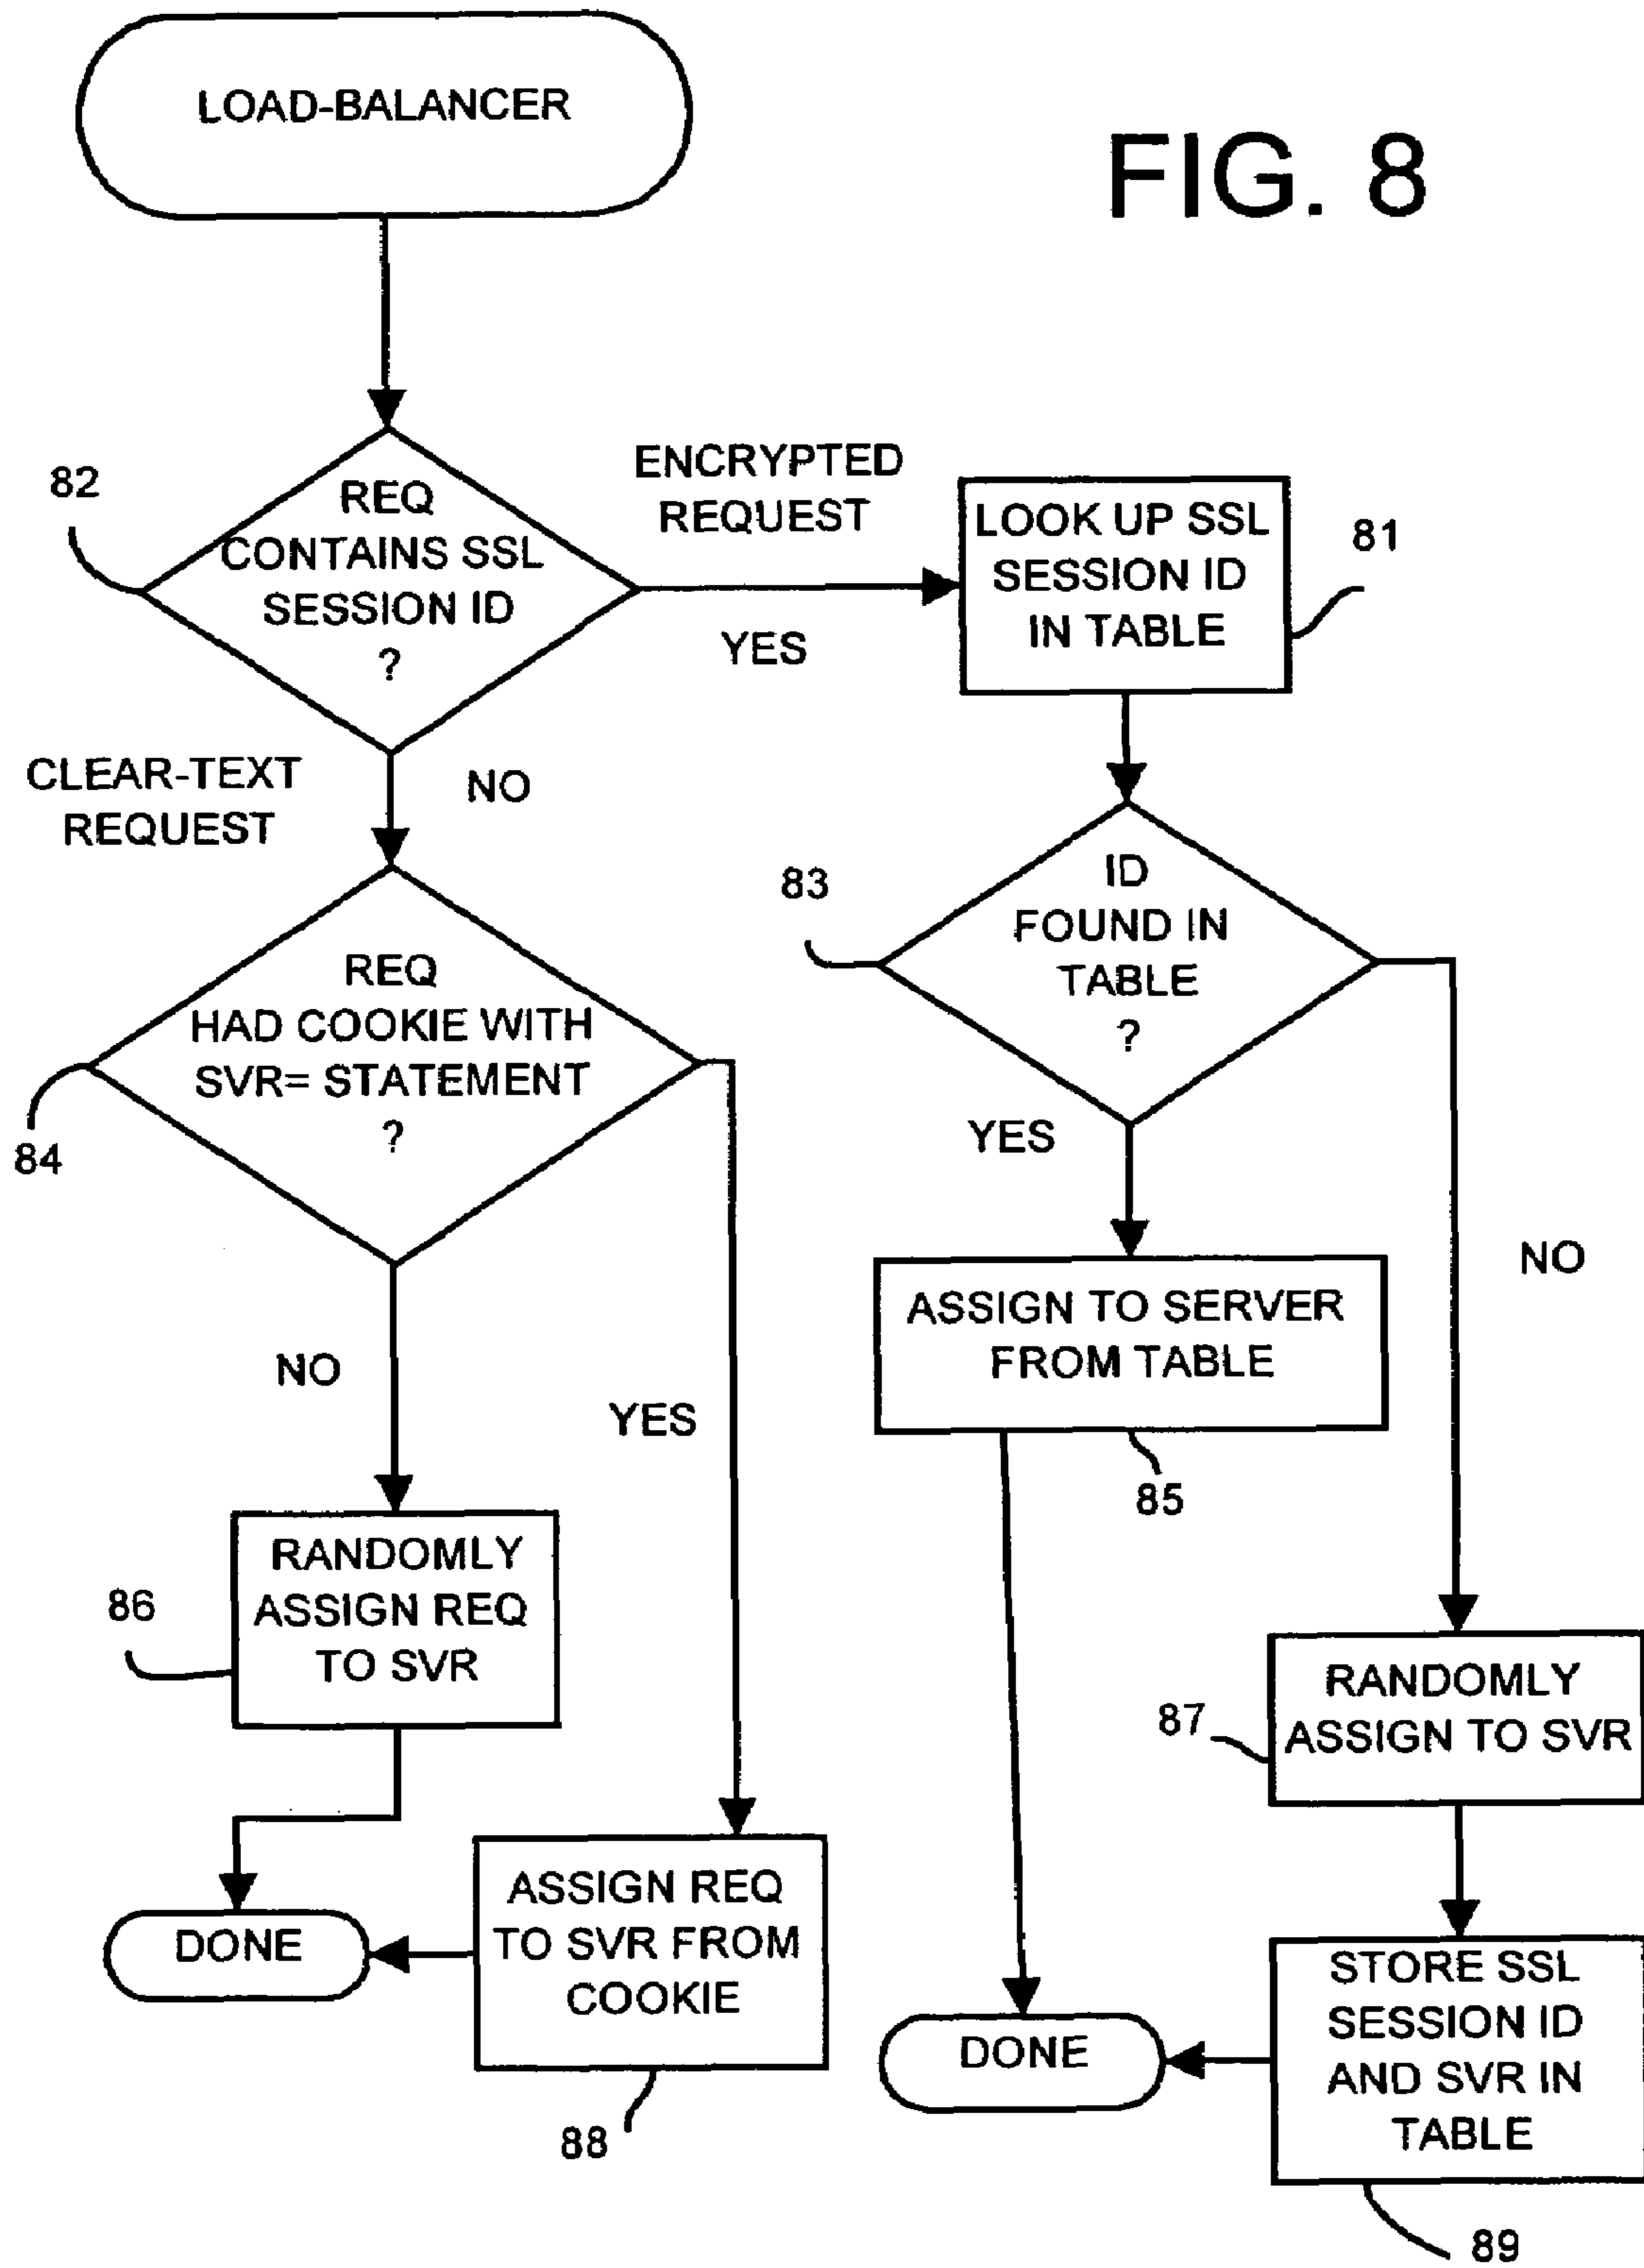 LOAD-BALANCER
FIG. 8
82
REQ
CONTAINS SSL
SESSION ID
?
ENCRYPTED
REQUEST
YES
LOOK UP SSL
SESSION ID
IN TABLE
81
CLEAR-TEXT
REQUEST
NO
83
ID
FOUND IN
TABLE
?
REQ
HAD COOKIE WITH
SVR= STATEMENT
?
84
YES
NO
ASSIGN TO SERVER
FROM TABLE
85
NO
YES
RANDOMLY
ASSIGN REQ
TO SVR
86
RANDOMLY
ASSIGN TO SVR
87
DONE
ASSIGN REQ
TO SVR FROM
COOKIE
88
DONE
STORE SSL
SESSION ID
AND SVR IN
TABLE
89